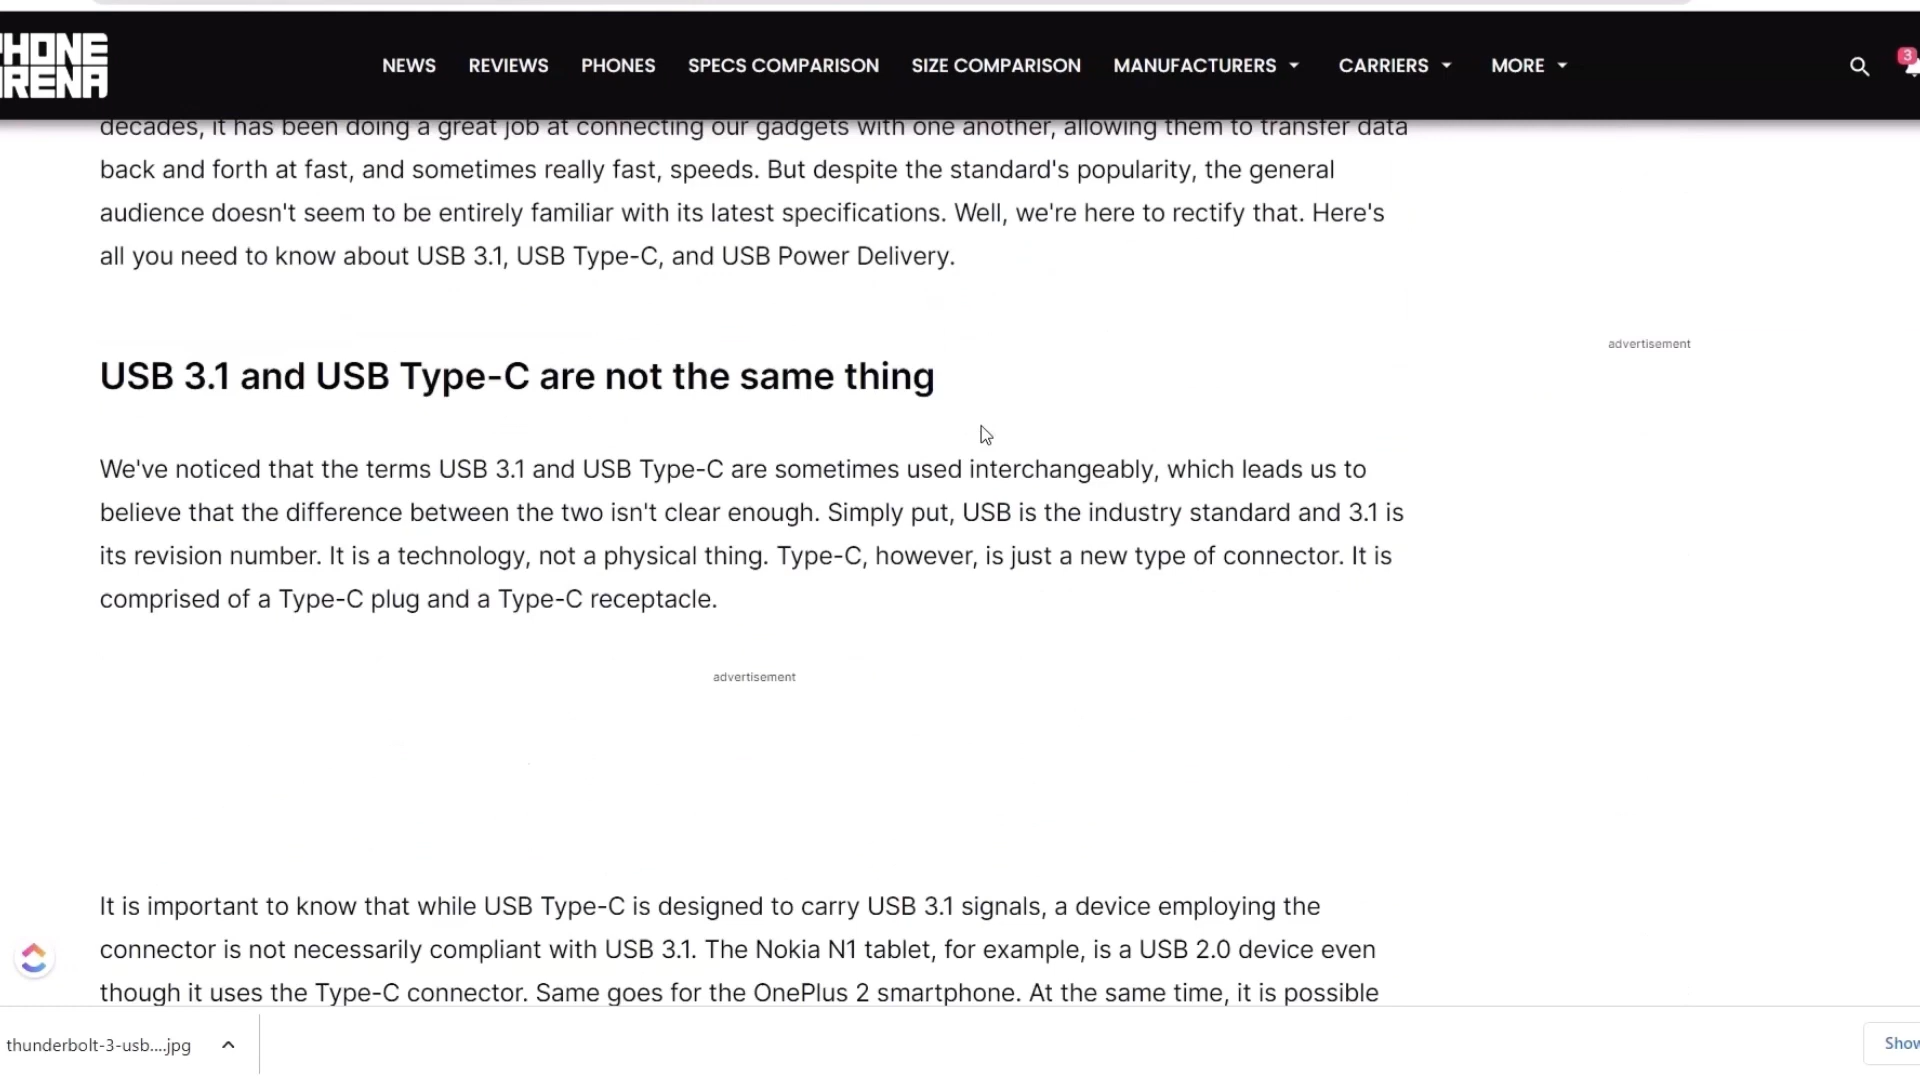 HONE
ARENA
NEWS REVIEWS PHONES SPECS COMPARISON SIZE COMPARISON MANUFACTURERS CARRIERS MORE
3
decades, it has been doing a great job at connecting our gadgets with one another, allowing them to transfer data
back and forth at fast, and sometimes really fast, speeds. But despite the standard's popularity, the general
audience doesn't seem to be entirely familiar with its latest specifications. Well, we're here to rectify that. Here's
all you need to know about USB 3.1, USB Type-C, and USB Power Delivery.
advertisement
USB 3.1 and USB Type-C are not the same thing
We've noticed that the terms USB 3.1 and USB Type-C are sometimes used interchangeably, which leads us to
believe that the difference between the two isn't clear enough. Simply put, USB is the industry standard and 3.1 is
its revision number. It is a technology, not a physical thing. Type-C, however, is just a new type of connector. It is
comprised of a Type-C plug and a Type-C receptacle.
advertisement
It is important to know that while USB Type-C is designed to carry USB 3.1 signals, a device employing the
connector is not necessarily compliant with USB 3.1. The Nokia N1 tablet, for example, is a USB 2.0 device even
though it uses the Type-C connector. Same goes for the OnePlus 2 smartphone. At the same time, it is possible
thunderbolt-3-usb....jpg
Show